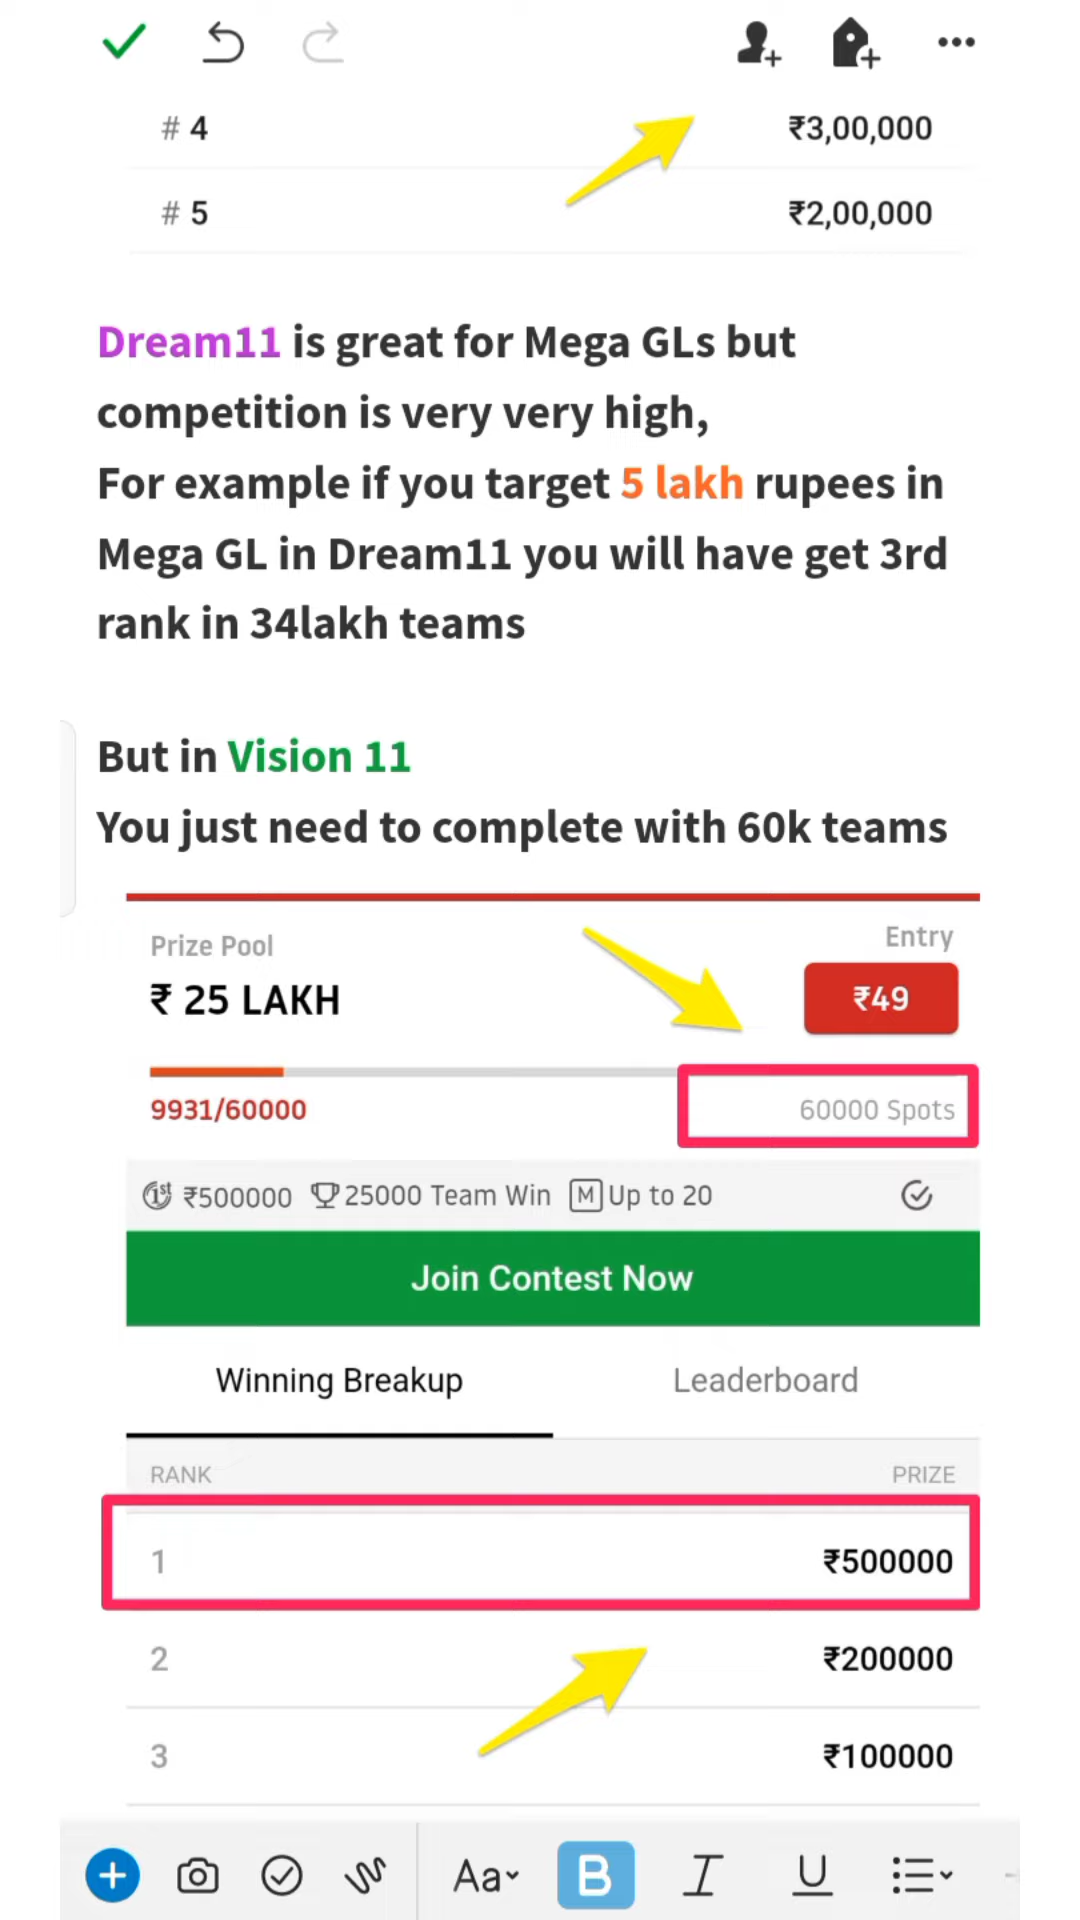 # 4 ₹3,00,000
# 5 ₹2,00,000
Dream11 is great for Mega GLs but
competition is very very high,
For example if you target 5 lakh rupees in
Mega GL in Dream11 you will have get 3rd
rank in 34lakh teams
But in Vision 11
You just need to complete with 60k teams
Prize Pool Entry
₹ 25 LAKH ₹49
9931/60000 60000 Spots
1st ₹500000 25000 Team Win M Up to 20
Join Contest Now
Winning Breakup Leaderboard
RANK PRIZE
1 ₹500000
2 ₹200000
3 ₹100000
Aa B I U